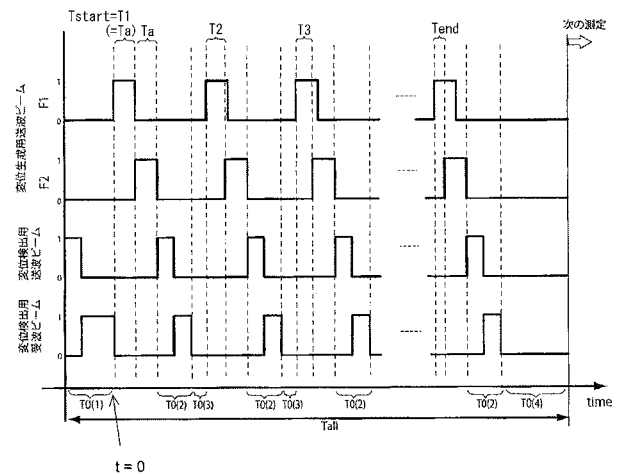 Tstart=T1
(=Ta) Ta T2 T3 Tend 次の測定
変位生成用送波ビーム
F1
1
0
F2
1
0
変位検出用
送波ビーム
1
0
変位検出用
受波ビーム
1
0
T0(1) T0(2) T0(3) T0(2) T0(3) T0(2) T0(2) T0(4) time
Tall
t = 0